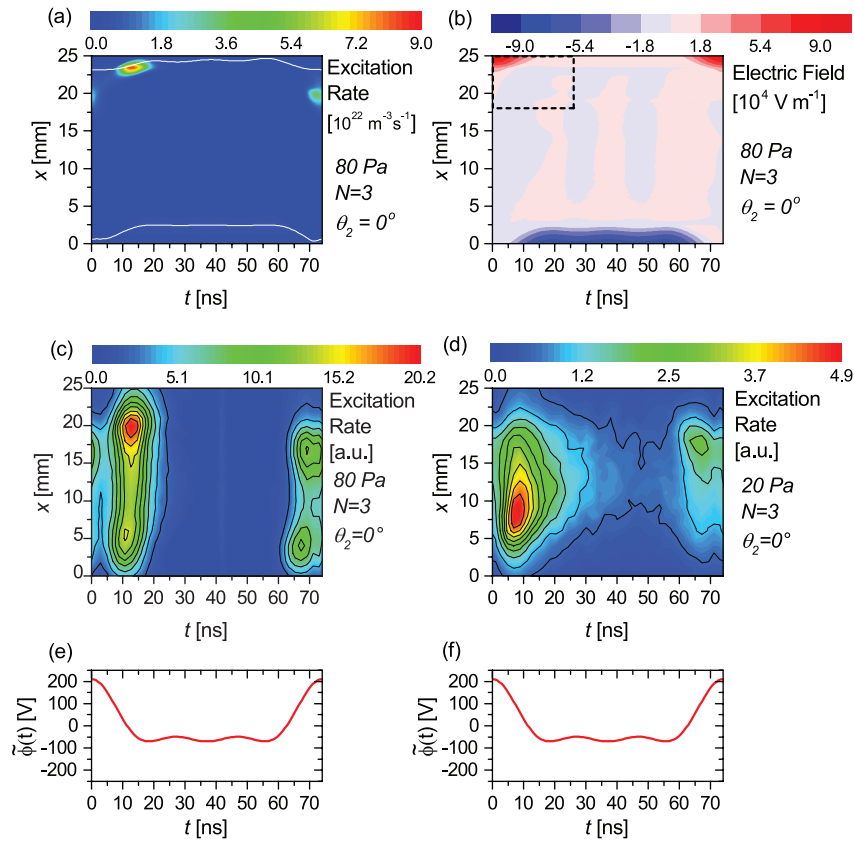 (a)
0.0 1.8 3.6 5.4 7.2 9.0
25
20
15
10
5
0
x [mm]
0 10 20 30 40 50 60 70
t [ns]
Excitation
Rate
[10²² m⁻³s⁻¹]
80 Pa
N=3
θ₂ = 0°
(b)
-9.0 -5.4 -1.8 1.8 5.4 9.0
25
20
15
10
5
0
x [mm]
0 10 20 30 40 50 60 70
t [ns]
Electric Field
[10⁴ V m⁻¹]
80 Pa
N=3
θ₂ = 0°
(c)
0.0 5.1 10.1 15.2 20.2
25
20
15
10
5
0
x [mm]
0 10 20 30 40 50 60 70
t [ns]
Excitation
Rate
[a.u.]
80 Pa
N=3
θ₂=0°
(d)
0.0 1.2 2.5 3.7 4.9
25
20
15
10
5
0
x [mm]
0 10 20 30 40 50 60 70
t [ns]
Excitation
Rate
[a.u.]
20 Pa
N=3
θ₂=0°
(e)
200
100
0
-100
-200
ϕ̃(t) [V]
0 10 20 30 40 50 60 70
t [ns]
(f)
200
100
0
-100
-200
ϕ̃(t) [V]
0 10 20 30 40 50 60 70
t [ns]